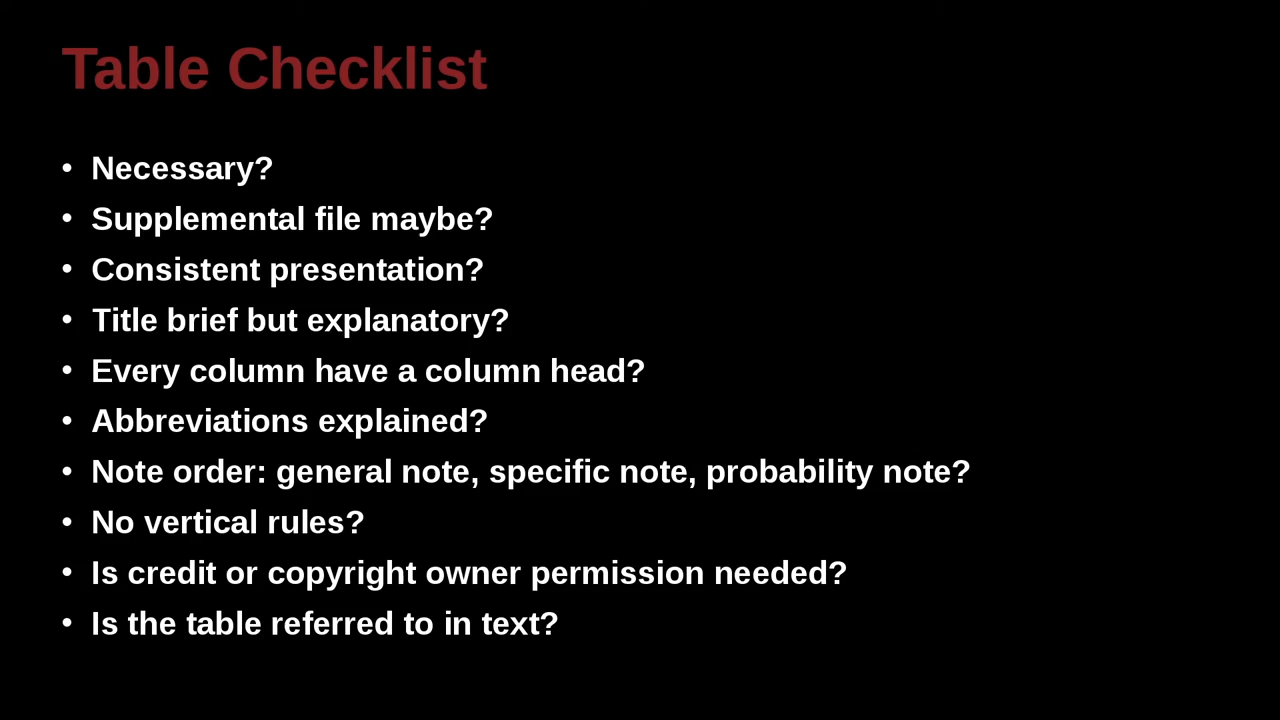 Table Checklist
• Necessary?
• Supplemental file maybe?
• Consistent presentation?
• Title brief but explanatory?
• Every column have a column head?
• Abbreviations explained?
• Note order: general note, specific note, probability note?
• No vertical rules?
• Is credit or copyright owner permission needed?
• Is the table referred to in text?